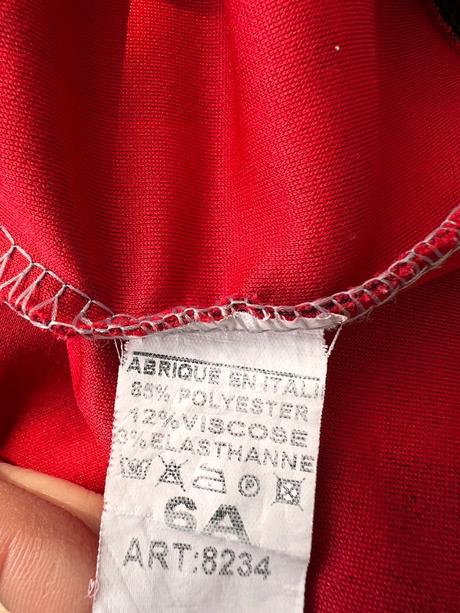 ABRIQUE EN ITALI
85% POLYESTER
12%VISCOSE
3% ELASTHANNE
6A
ART:8234